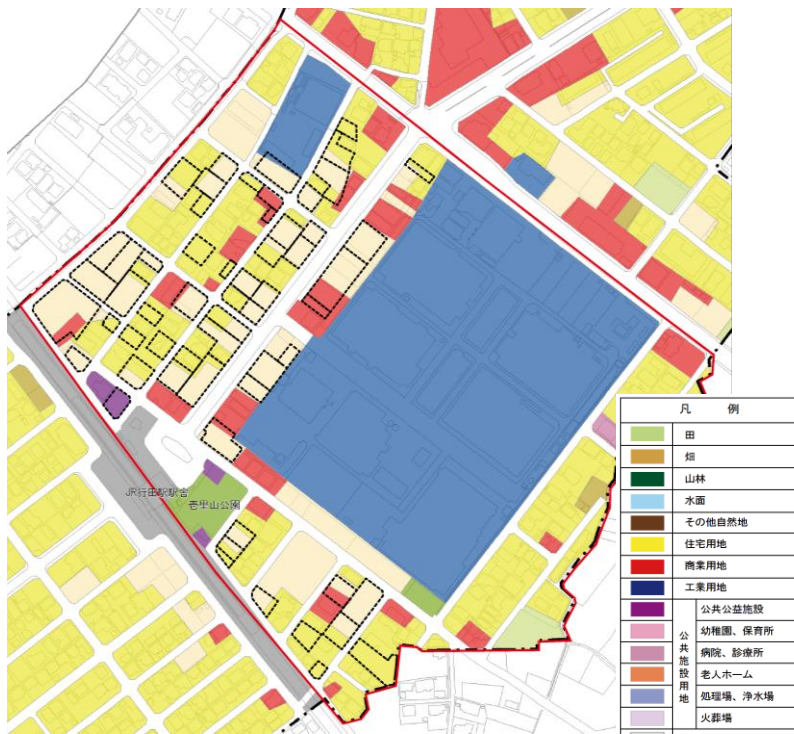 JR行田駅駅舎
壱里山公園
凡 例
田
畑
山林
水面
その他自然地
住宅用地
商業用地
工業用地
公共施設用地
公共公益施設
幼稚園、保育所
病院、診療所
老人ホーム
処理場、浄水場
火葬場